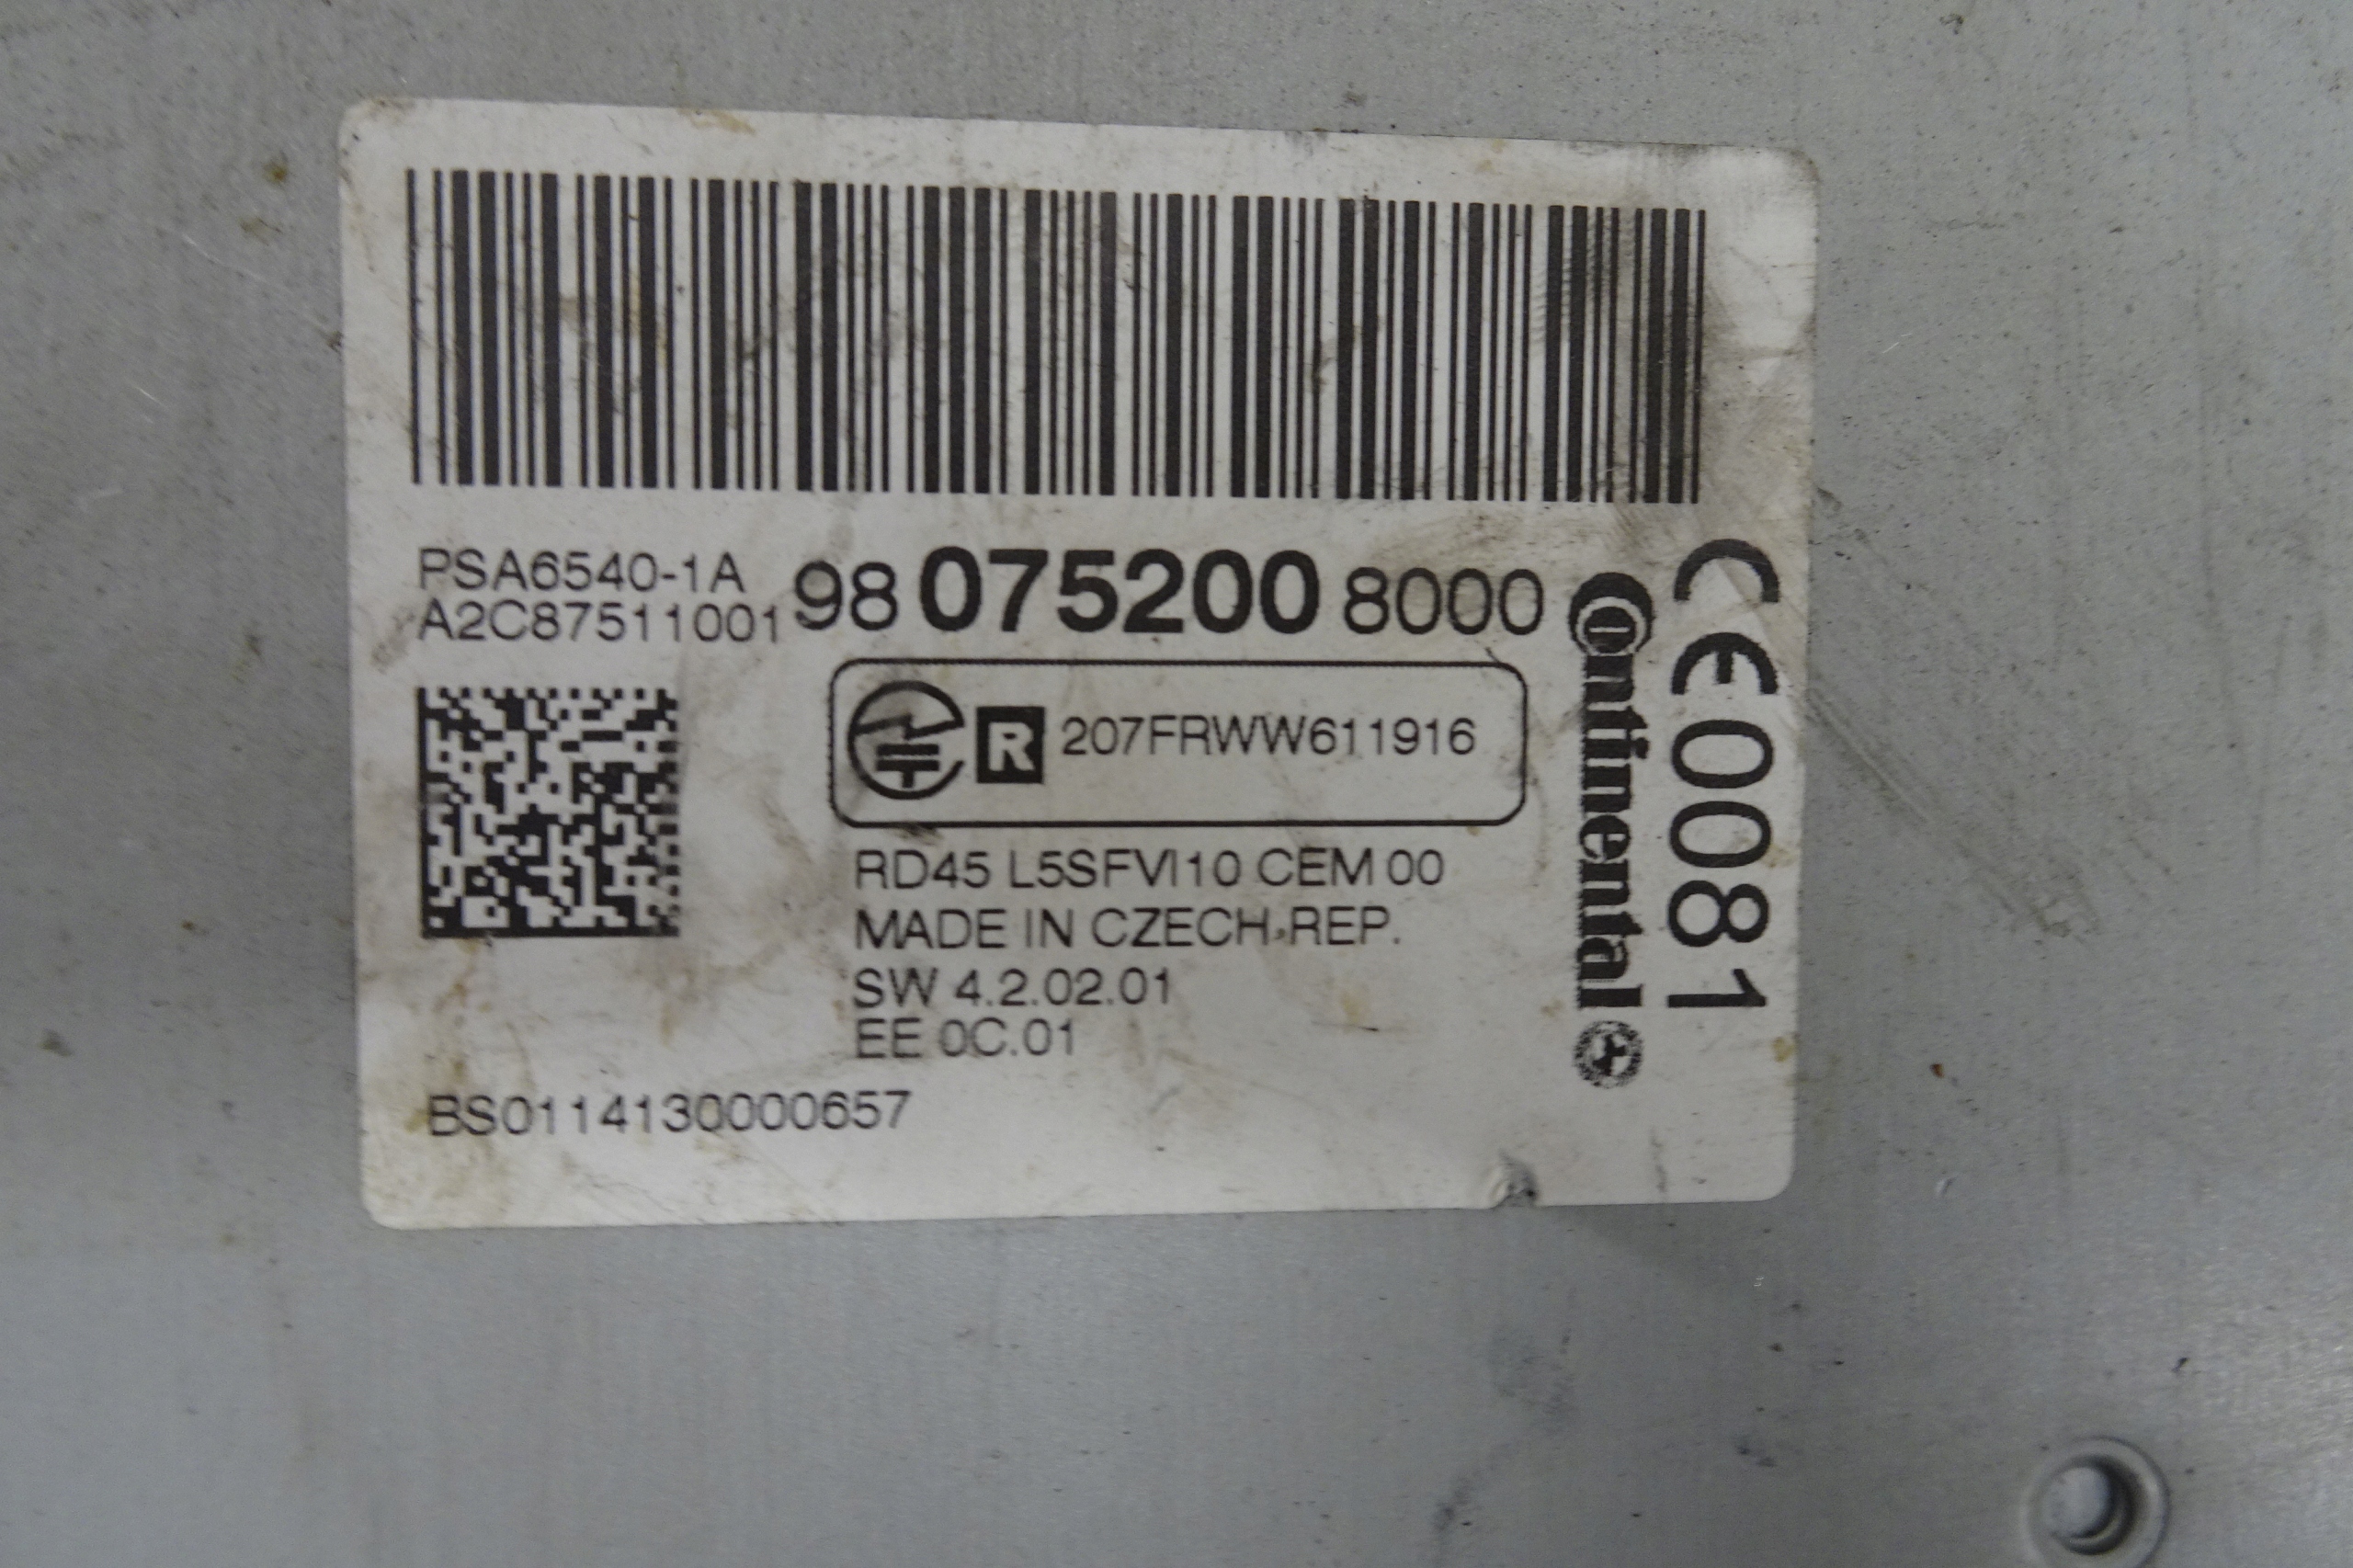 PSA6540-1A
A2C87511001
98 075200 8000
R 207FRWW611916
RD45 L5SFVI10 CEM 00
MADE IN CZECH REP.
SW 4.2.02.01
EE 0C.01
BS0114130000657
Continental
CE0081